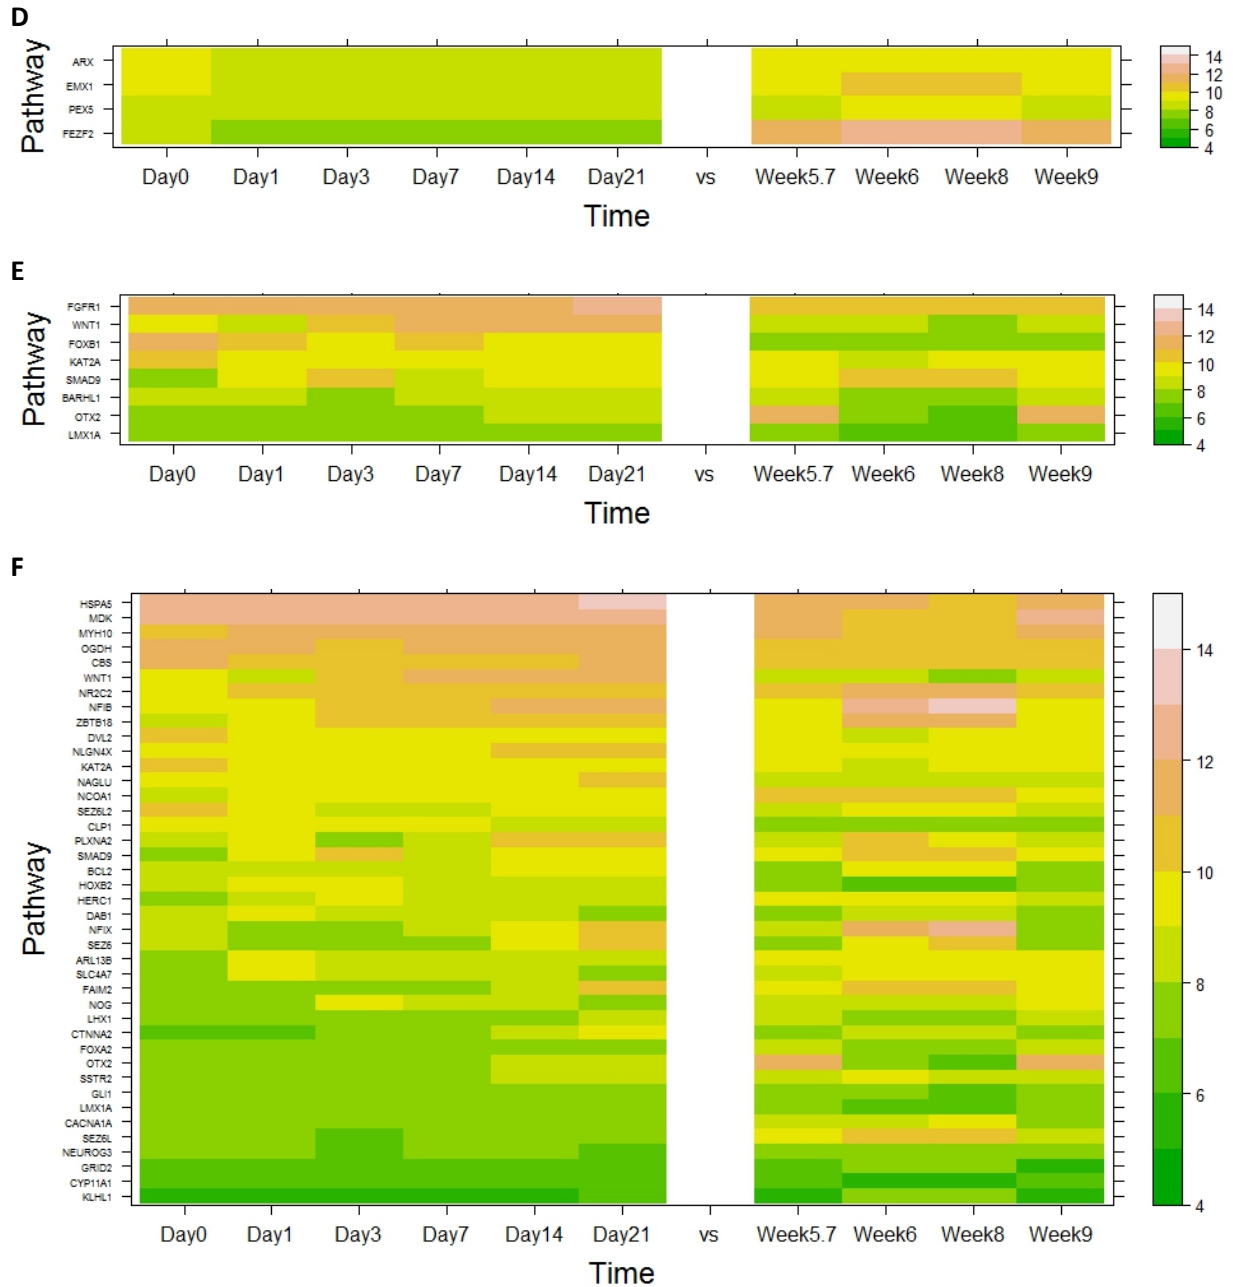 D
Pathway
ARX
EMX1
PEX5
FEZF2
14
12
10
8
6
4
Day0 Day1 Day3 Day7 Day14 Day21 vs Week5.7 Week6 Week8 Week9
Time
E
Pathway
FGFR1
WNT1
FOXB1
KAT2A
SMAD9
BARHL1
OTX2
LMX1A
14
12
10
8
6
4
Day0 Day1 Day3 Day7 Day14 Day21 vs Week5.7 Week6 Week8 Week9
Time
F
Pathway
HSPA5
MDK
MYH10
OGDH
CBS
WNT1
NR2C2
NFIB
ZBTB18
DVL2
NLGN4X
KAT2A
NAGLU
NCOA1
SEZ6L2
CLP1
PLXNA2
SMAD9
BCL2
HOXB2
HERC1
DAB1
NFIX
SEZ6
ARL13B
SLC4A7
FAIM2
NOG
LHX1
CTNNA2
FOXA2
OTX2
SSTR2
GLI1
LMX1A
CACNA1A
SEZ6L
NEUROG3
GRID2
CYP11A1
KLHL1
14
12
10
8
6
4
Day0 Day1 Day3 Day7 Day14 Day21 vs Week5.7 Week6 Week8 Week9
Time